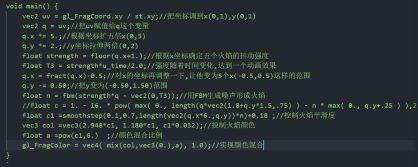 void main() {
vec2 uv = gl_FragCoord.xy / st.xy;//把坐标调到x(0,1),y(0,1)
vec2 q = uv;//把uv赋值给q这个变量
q.x *= 5.;//根据坐标扩五倍x(0,5)
q.y *= 2.;//y坐标拉伸两倍(0,2)
float strength = floor(q.x+1.);//根据x坐标确定五个火焰的抖动强度
float T3 = strength*u_time/2.0;//强度随着时间变化,达到一个动画效果
q.x = fract(q.x)-0.5;//对x的坐标再调整一下,让他变为5个x(-0.5,0.5)这样的范围
q.y -= 0.50;//把y变为(-0.50,1.50)范围
float n = fbm(strength*q - vec2(0,T3));//用FBM生成噪声形成火焰
//float c = 1. - 16. * pow( max( 0., length(q*vec2(1.8+q.y*1.5,.75) ) - n * max( 0., q.y+.25 ) ),2
float c1 =smoothstep(0.1,0.7,length(vec2(q.x*6.,q.y))*n)+0.18 ;//控制火焰平滑度
vec3 col =vec3(2.948*c1, 1.180*c1, c1*0.032);//控制火焰颜色
float a =pow(c1,6.) ;//颜色混合比例
gl_FragColor = vec4( mix(col,vec3(0.),a), 1.0);//实现颜色混合
}